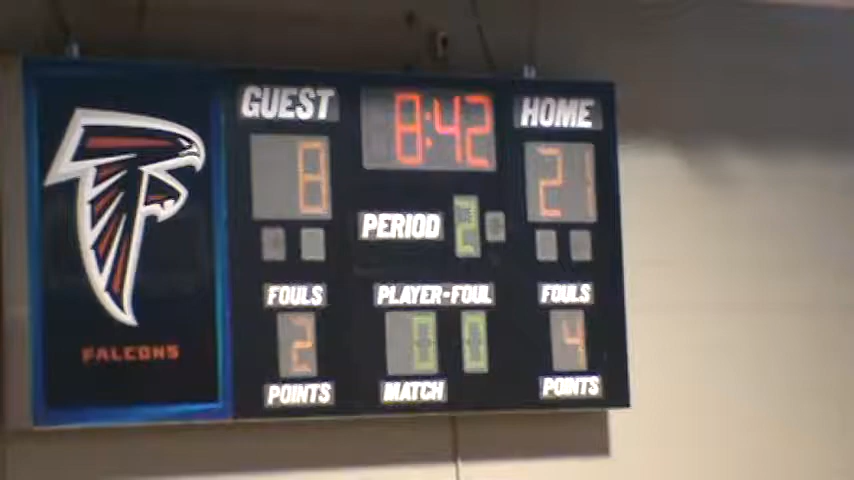 GUEST 8:42 HOME
8 21
PERIOD 2
FOULS PLAYER-FOUL FOULS
2 0 0 4
POINTS MATCH POINTS
FALCONS